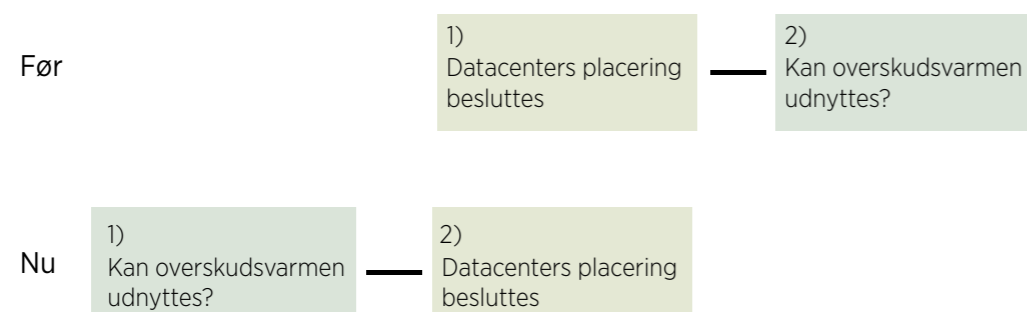 Før
1)
Datacenters placering
besluttes
2)
Kan overskudsvarmen
udnyttes?
Nu
1)
Kan overskudsvarmen
udnyttes?
2)
Datacenters placering
besluttes